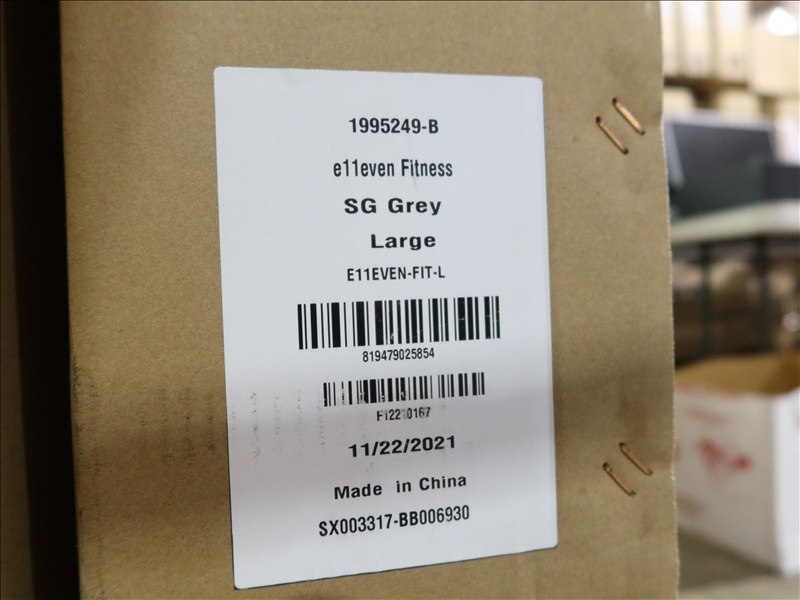 1995249-B
e11even Fitness
SG Grey
Large
E11EVEN-FIT-L
819479025854
11/22/2021
Made in China
SX003317-BB006930